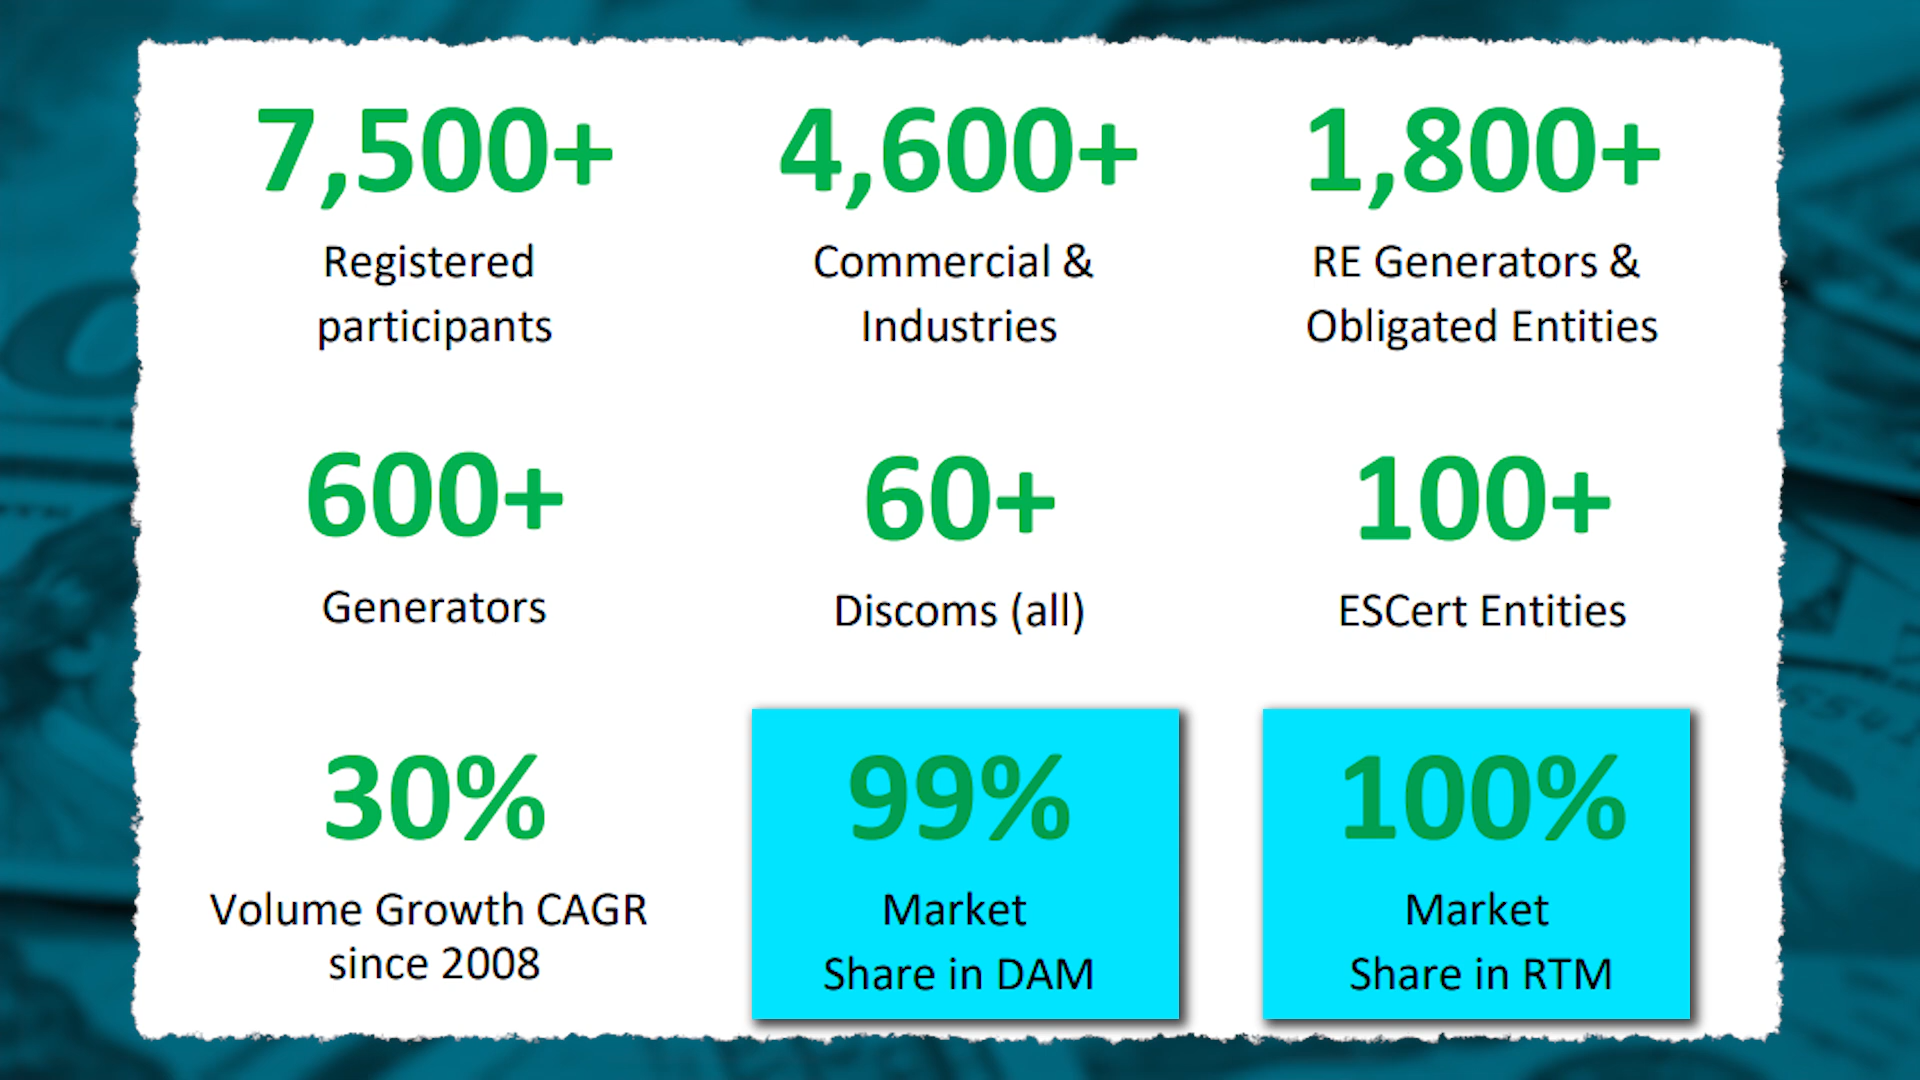 7,500+
Registered
participants
4,600+
Commercial &
Industries
1,800+
RE Generators &
Obligated Entities
600+
Generators
60+
Discoms (all)
100+
ESCert Entities
30%
Volume Growth CAGR
since 2008
99%
Market
Share in DAM
100%
Market
Share in RTM